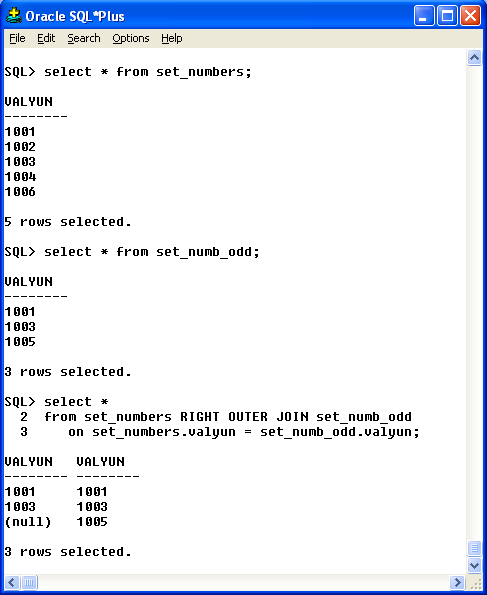 Oracle SQL*Plus
File Edit Search Options Help
SQL> select * from set_numbers;
VALYUN
--------
1001
1002
1003
1004
1006
5 rows selected.
SQL> select * from set_numb_odd;
VALYUN
--------
1001
1003
1005
3 rows selected.
SQL> select *
  2  from set_numbers RIGHT OUTER JOIN set_numb_odd
  3     on set_numbers.valyun = set_numb_odd.valyun;
VALYUN   VALYUN
-------- --------
1001     1001
1003     1003
(null)   1005
3 rows selected.